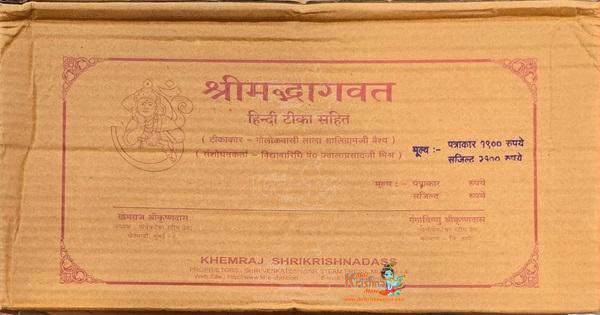 श्रीमद्भागवत
हिन्दी टीका सहित
( टीकाकार – गोलोकवासी लाला शालिग्रामजी वैश्य )
( संशोधनकर्ता – विद्यावारिधि पं० ज्वालाप्रसादजी मिश्र )
मूल्य :- पत्राकार १९०० रुपये
सजिल्द २१०० रुपये
मूल्य :- पत्राकार रुपये
सजिल्द रुपये
खेमराज श्रीकृष्णदास
गंगाविष्णु श्रीकृष्णदास
KHEMRAJ SHRIKRISHNADASS